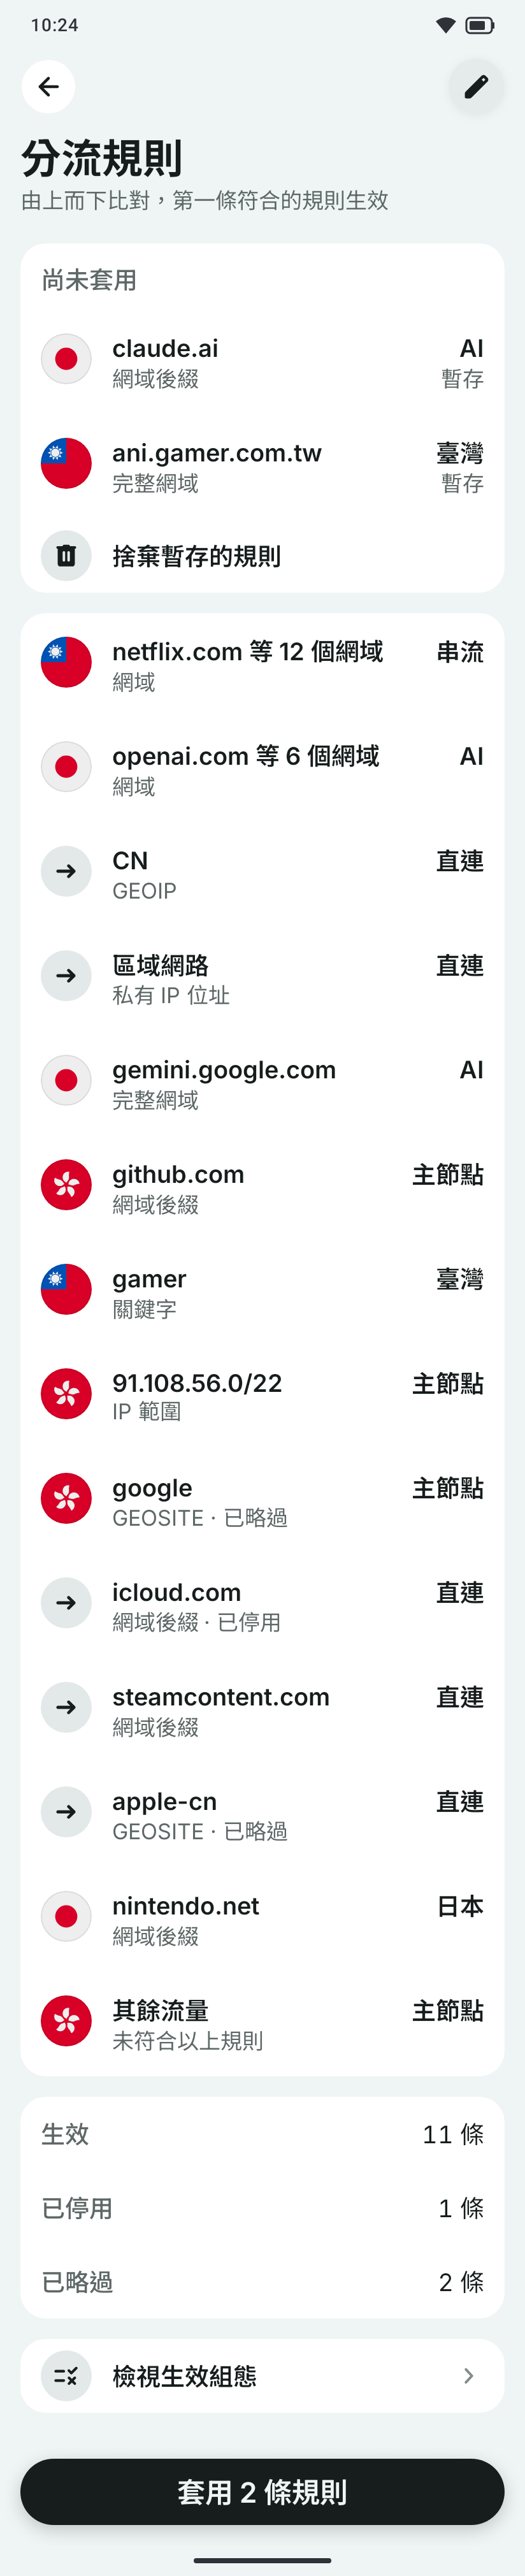 10:24
分流規則
由上而下比對，第一條符合的規則生效
尚未套用
claude.ai
AI
網域後綴
暫存
ani.gamer.com.tw
臺灣
完整網域
暫存
捨棄暫存的規則
netflix.com 等 12 個網域
串流
網域
openai.com 等 6 個網域
AI
網域
CN
直連
GEOIP
區域網路
直連
私有 IP 位址
gemini.google.com
AI
完整網域
github.com
主節點
網域後綴
gamer
臺灣
關鍵字
91.108.56.0/22
主節點
IP 範圍
google
主節點
GEOSITE · 已略過
icloud.com
直連
網域後綴 · 已停用
steamcontent.com
直連
網域後綴
apple-cn
直連
GEOSITE · 已略過
nintendo.net
日本
網域後綴
其餘流量
主節點
未符合以上規則
生效
11 條
已停用
1 條
已略過
2 條
檢視生效組態
套用 2 條規則